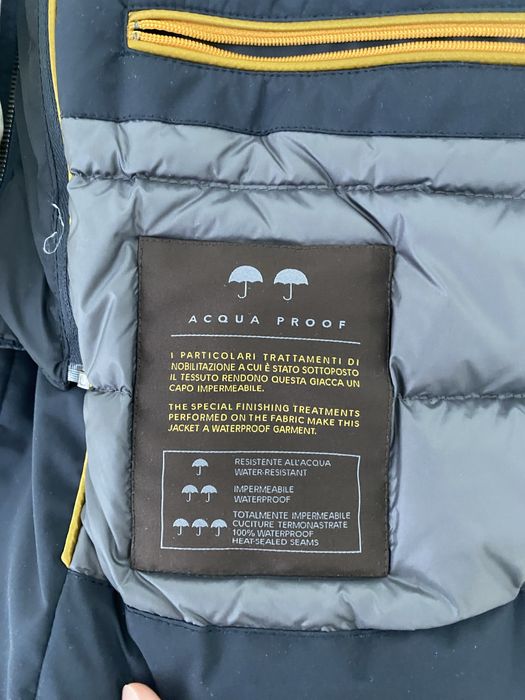 ACQUA PROOF
I PARTICOLARI TRATTAMENTI DI
NOBILITAZIONE A CUI È STATO SOTTOPOSTO
IL TESSUTO RENDONO QUESTA GIACCA UN
CAPO IMPERMEABILE.
THE SPECIAL FINISHING TREATMENTS
PERFORMED ON THE FABRIC MAKE THIS
JACKET A WATERPROOF GARMENT.
RESISTENTE ALL'ACQUA
WATER-RESISTANT
IMPERMEABILE
WATERPROOF
TOTALMENTE IMPERMEABILE
CUCITURE TERMONASTRATE
100% WATERPROOF
HEAT-SEALED SEAMS